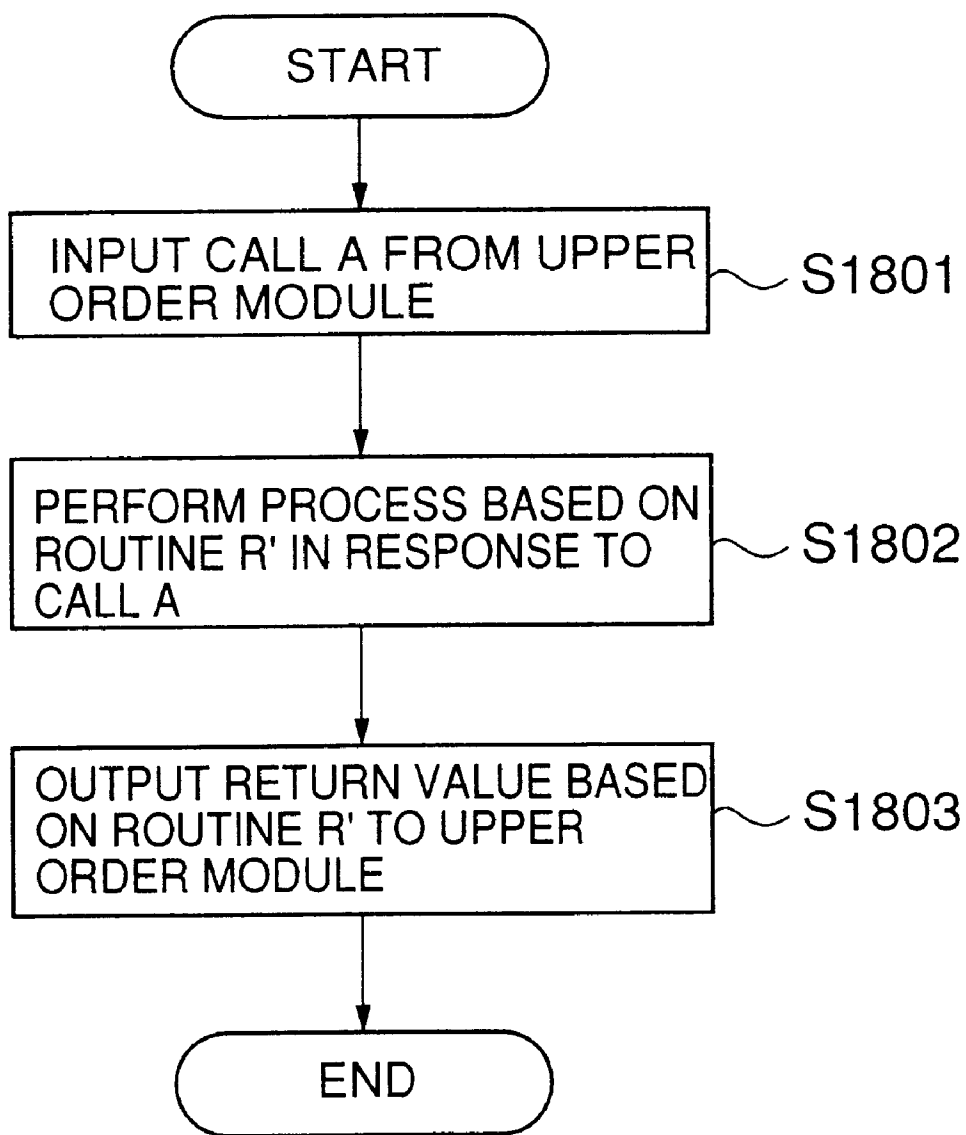 START
INPUT CALL A FROM UPPER
ORDER MODULE
S1801
PERFORM PROCESS BASED ON
ROUTINE R' IN RESPONSE TO
CALL A
S1802
OUTPUT RETURN VALUE BASED
ON ROUTINE R' TO UPPER
ORDER MODULE
S1803
END